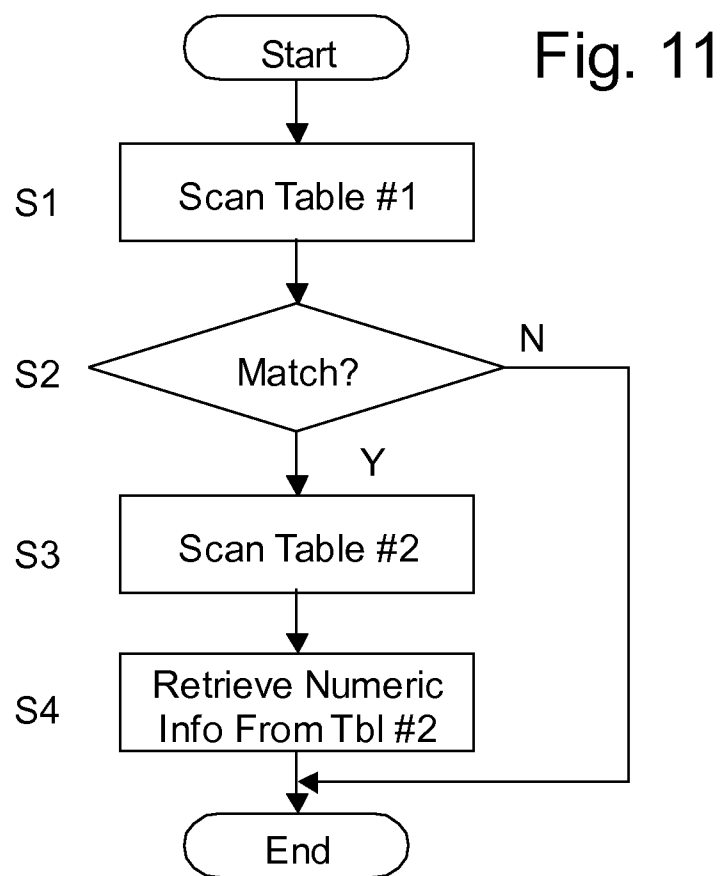 Fig. 11
Start
S1
Scan Table #1
S2
Match?
N
Y
S3
Scan Table #2
S4
Retrieve Numeric
Info From Tbl #2
End